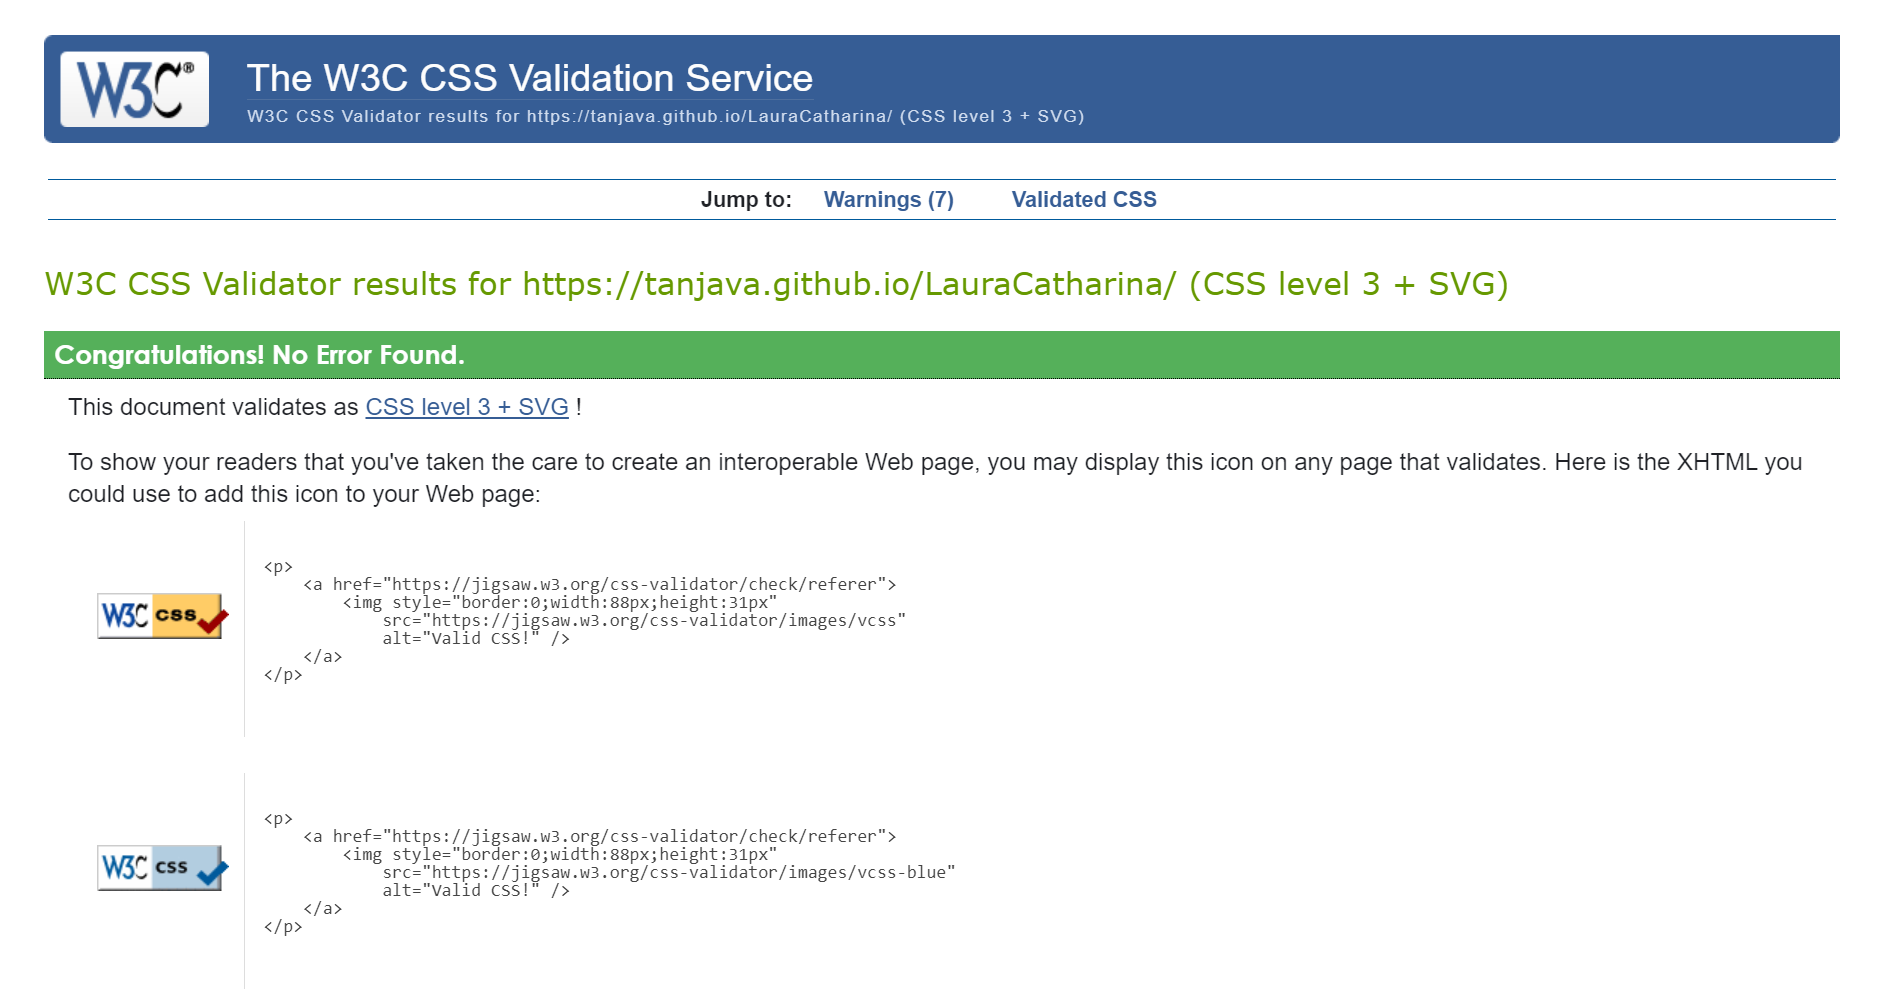 W3C®
The W3C CSS Validation Service
W3C CSS Validator results for https://tanjava.github.io/LauraCatharina/ (CSS level 3 + SVG)
Jump to: Warnings (7) Validated CSS
W3C CSS Validator results for https://tanjava.github.io/LauraCatharina/ (CSS level 3 + SVG)
Congratulations! No Error Found.
This document validates as CSS level 3 + SVG !
To show your readers that you've taken the care to create an interoperable Web page, you may display this icon on any page that validates. Here is the XHTML you
could use to add this icon to your Web page:
W3C css
<p>
    <a href="https://jigsaw.w3.org/css-validator/check/referer">
        <img style="border:0;width:88px;height:31px"
            src="https://jigsaw.w3.org/css-validator/images/vcss"
            alt="Valid CSS!" />
    </a>
</p>
W3C css
<p>
    <a href="https://jigsaw.w3.org/css-validator/check/referer">
        <img style="border:0;width:88px;height:31px"
            src="https://jigsaw.w3.org/css-validator/images/vcss-blue"
            alt="Valid CSS!" />
    </a>
</p>